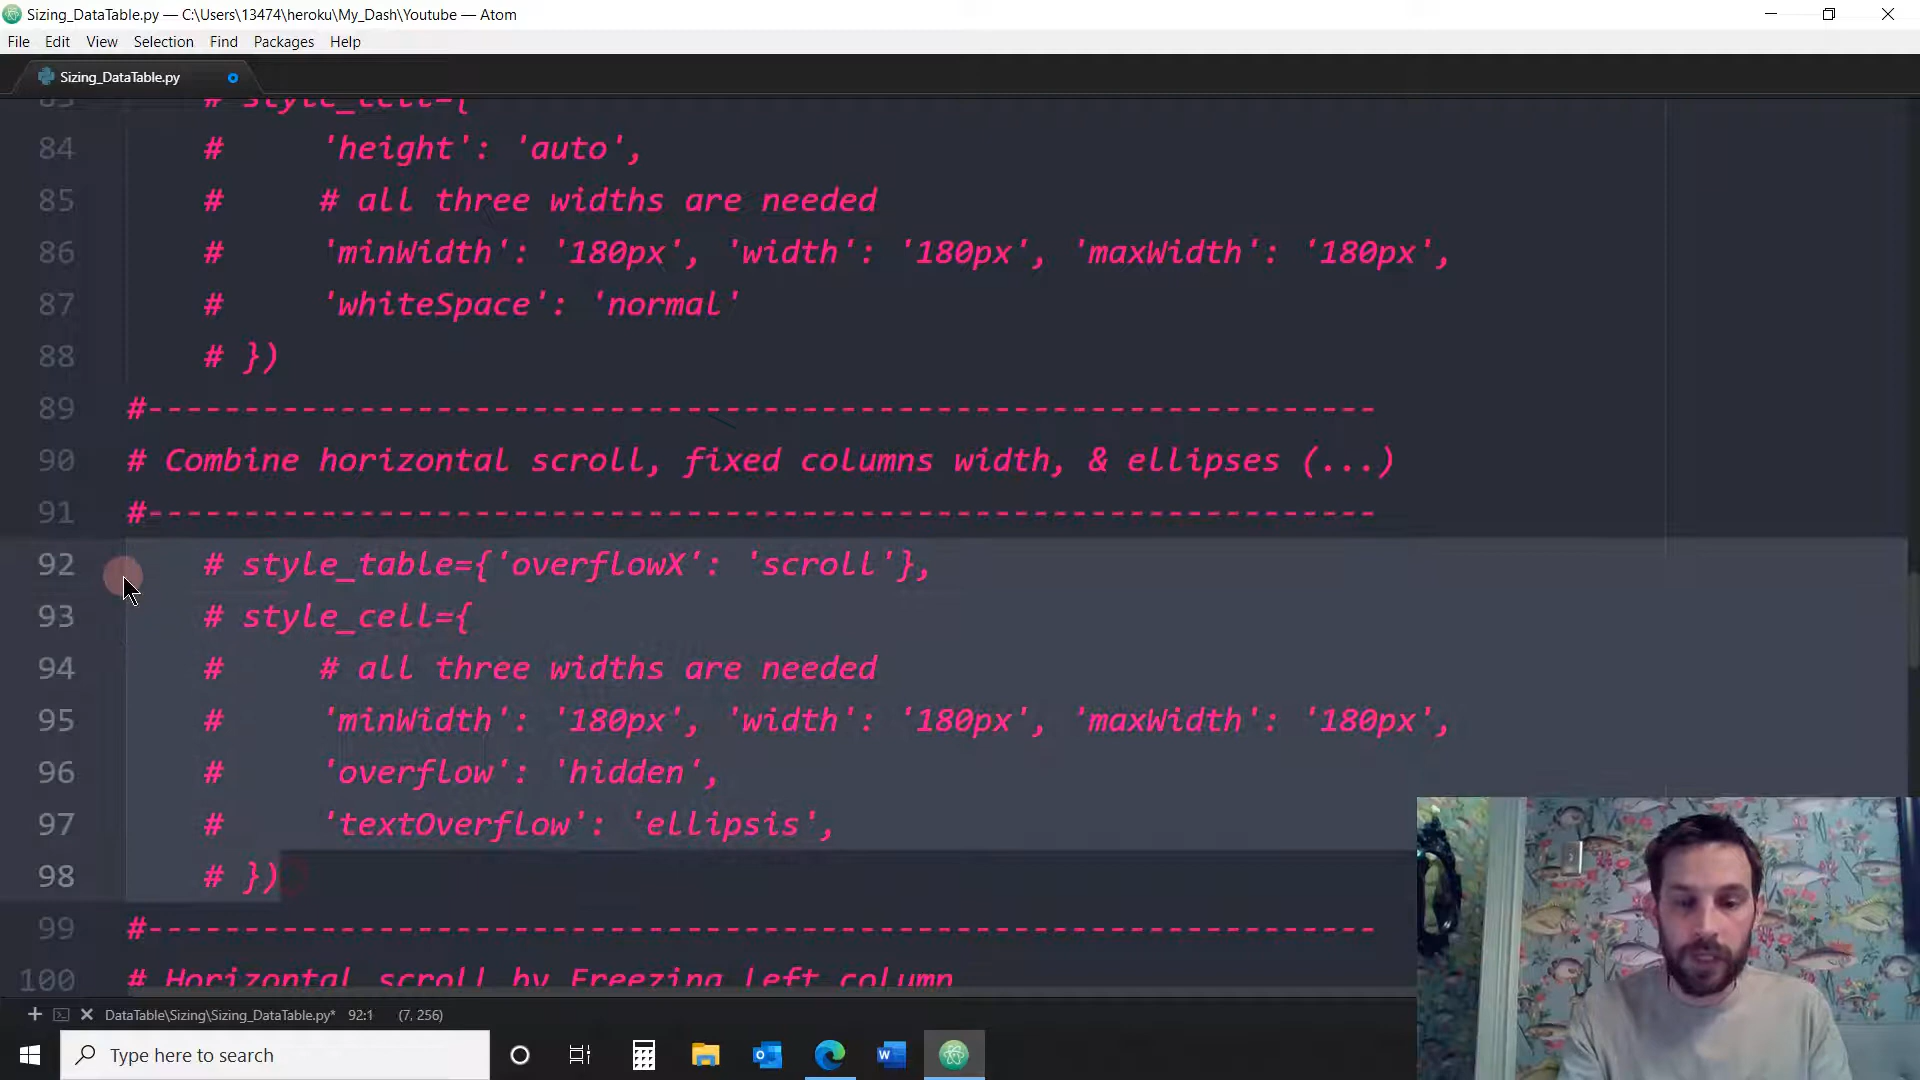 Sizing_DataTable.py — C:\Users\13474\heroku\My_Dash\Youtube — Atom
File Edit View Selection Find Packages Help
Sizing_DataTable.py
83 # style_cell={
84 # 'height': 'auto',
85 # # all three widths are needed
86 # 'minWidth': '180px', 'width': '180px', 'maxWidth': '180px',
87 # 'whiteSpace': 'normal'
88 # })
89 #----------------------------------------------------------------
90 # Combine horizontal scroll, fixed columns width, & ellipses (...)
91 #----------------------------------------------------------------
92 # style_table={'overflowX': 'scroll'},
93 # style_cell={
94 # # all three widths are needed
95 # 'minWidth': '180px', 'width': '180px', 'maxWidth': '180px',
96 # 'overflow': 'hidden',
97 # 'textOverflow': 'ellipsis',
98 # })
99 #----------------------------------------------------------------
100 # Horizontal scroll by Freezing Left column
DataTable\Sizing\Sizing_DataTable.py* 92:1 (7, 256)
Type here to search